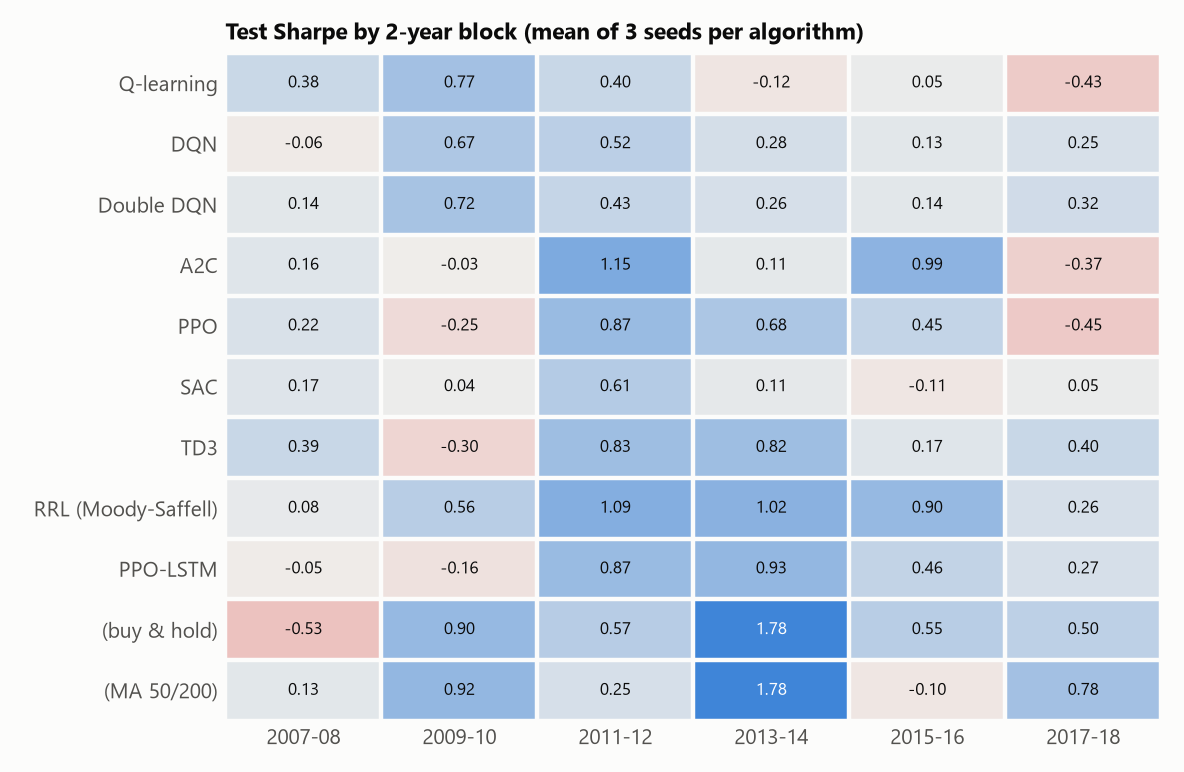 Test Sharpe by 2-year block (mean of 3 seeds per algorithm)
Q-learning 0.38 0.77 0.40 -0.12 0.05 -0.43
DQN -0.06 0.67 0.52 0.28 0.13 0.25
Double DQN 0.14 0.72 0.43 0.26 0.14 0.32
A2C 0.16 -0.03 1.15 0.11 0.99 -0.37
PPO 0.22 -0.25 0.87 0.68 0.45 -0.45
SAC 0.17 0.04 0.61 0.11 -0.11 0.05
TD3 0.39 -0.30 0.83 0.82 0.17 0.40
RRL (Moody-Saffell) 0.08 0.56 1.09 1.02 0.90 0.26
PPO-LSTM -0.05 -0.16 0.87 0.93 0.46 0.27
(buy & hold) -0.53 0.90 0.57 1.78 0.55 0.50
(MA 50/200) 0.13 0.92 0.25 1.78 -0.10 0.78
2007-08 2009-10 2011-12 2013-14 2015-16 2017-18